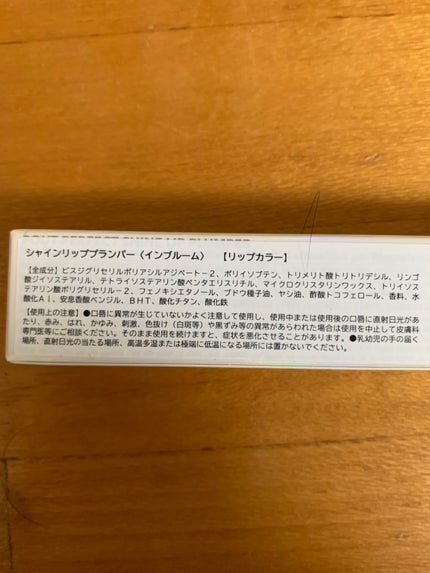 シャインリッププランパー〈インブルーム〉 【リップカラー】
【全成分】ビスジグリセリルポリアシルアジペート－２、ポリイソブテン、トリメリト酸トリトリデシル、リンゴ
酸ジイソステアリル、テトライソステアリン酸ペンタエリスリチル、マイクロクリスタリンワックス、トリイソス
テアリン酸ポリグリセリル－２、フェノキシエタノール、ブドウ種子油、ヤシ油、酢酸トコフェロール、香料、水
酸化Ａｌ、安息香酸ベンジル、ＢＨＴ、酸化チタン、酸化鉄
【使用上の注意】●口唇に異常が生じていないかよく注意して使用し、使用中または使用後の口唇に直射日光があ
たり、赤み、はれ、かゆみ、刺激、色抜け（白斑等）や黒ずみ等の異常があらわれた場合は使用を中止して皮膚科
専門医等にご相談ください。そのまま使用を続けますと、症状を悪化させることがあります。●乳幼児の手の届く
場所、直射日光の当たる場所、高温多湿または極端に低温になる場所には置かないでください。